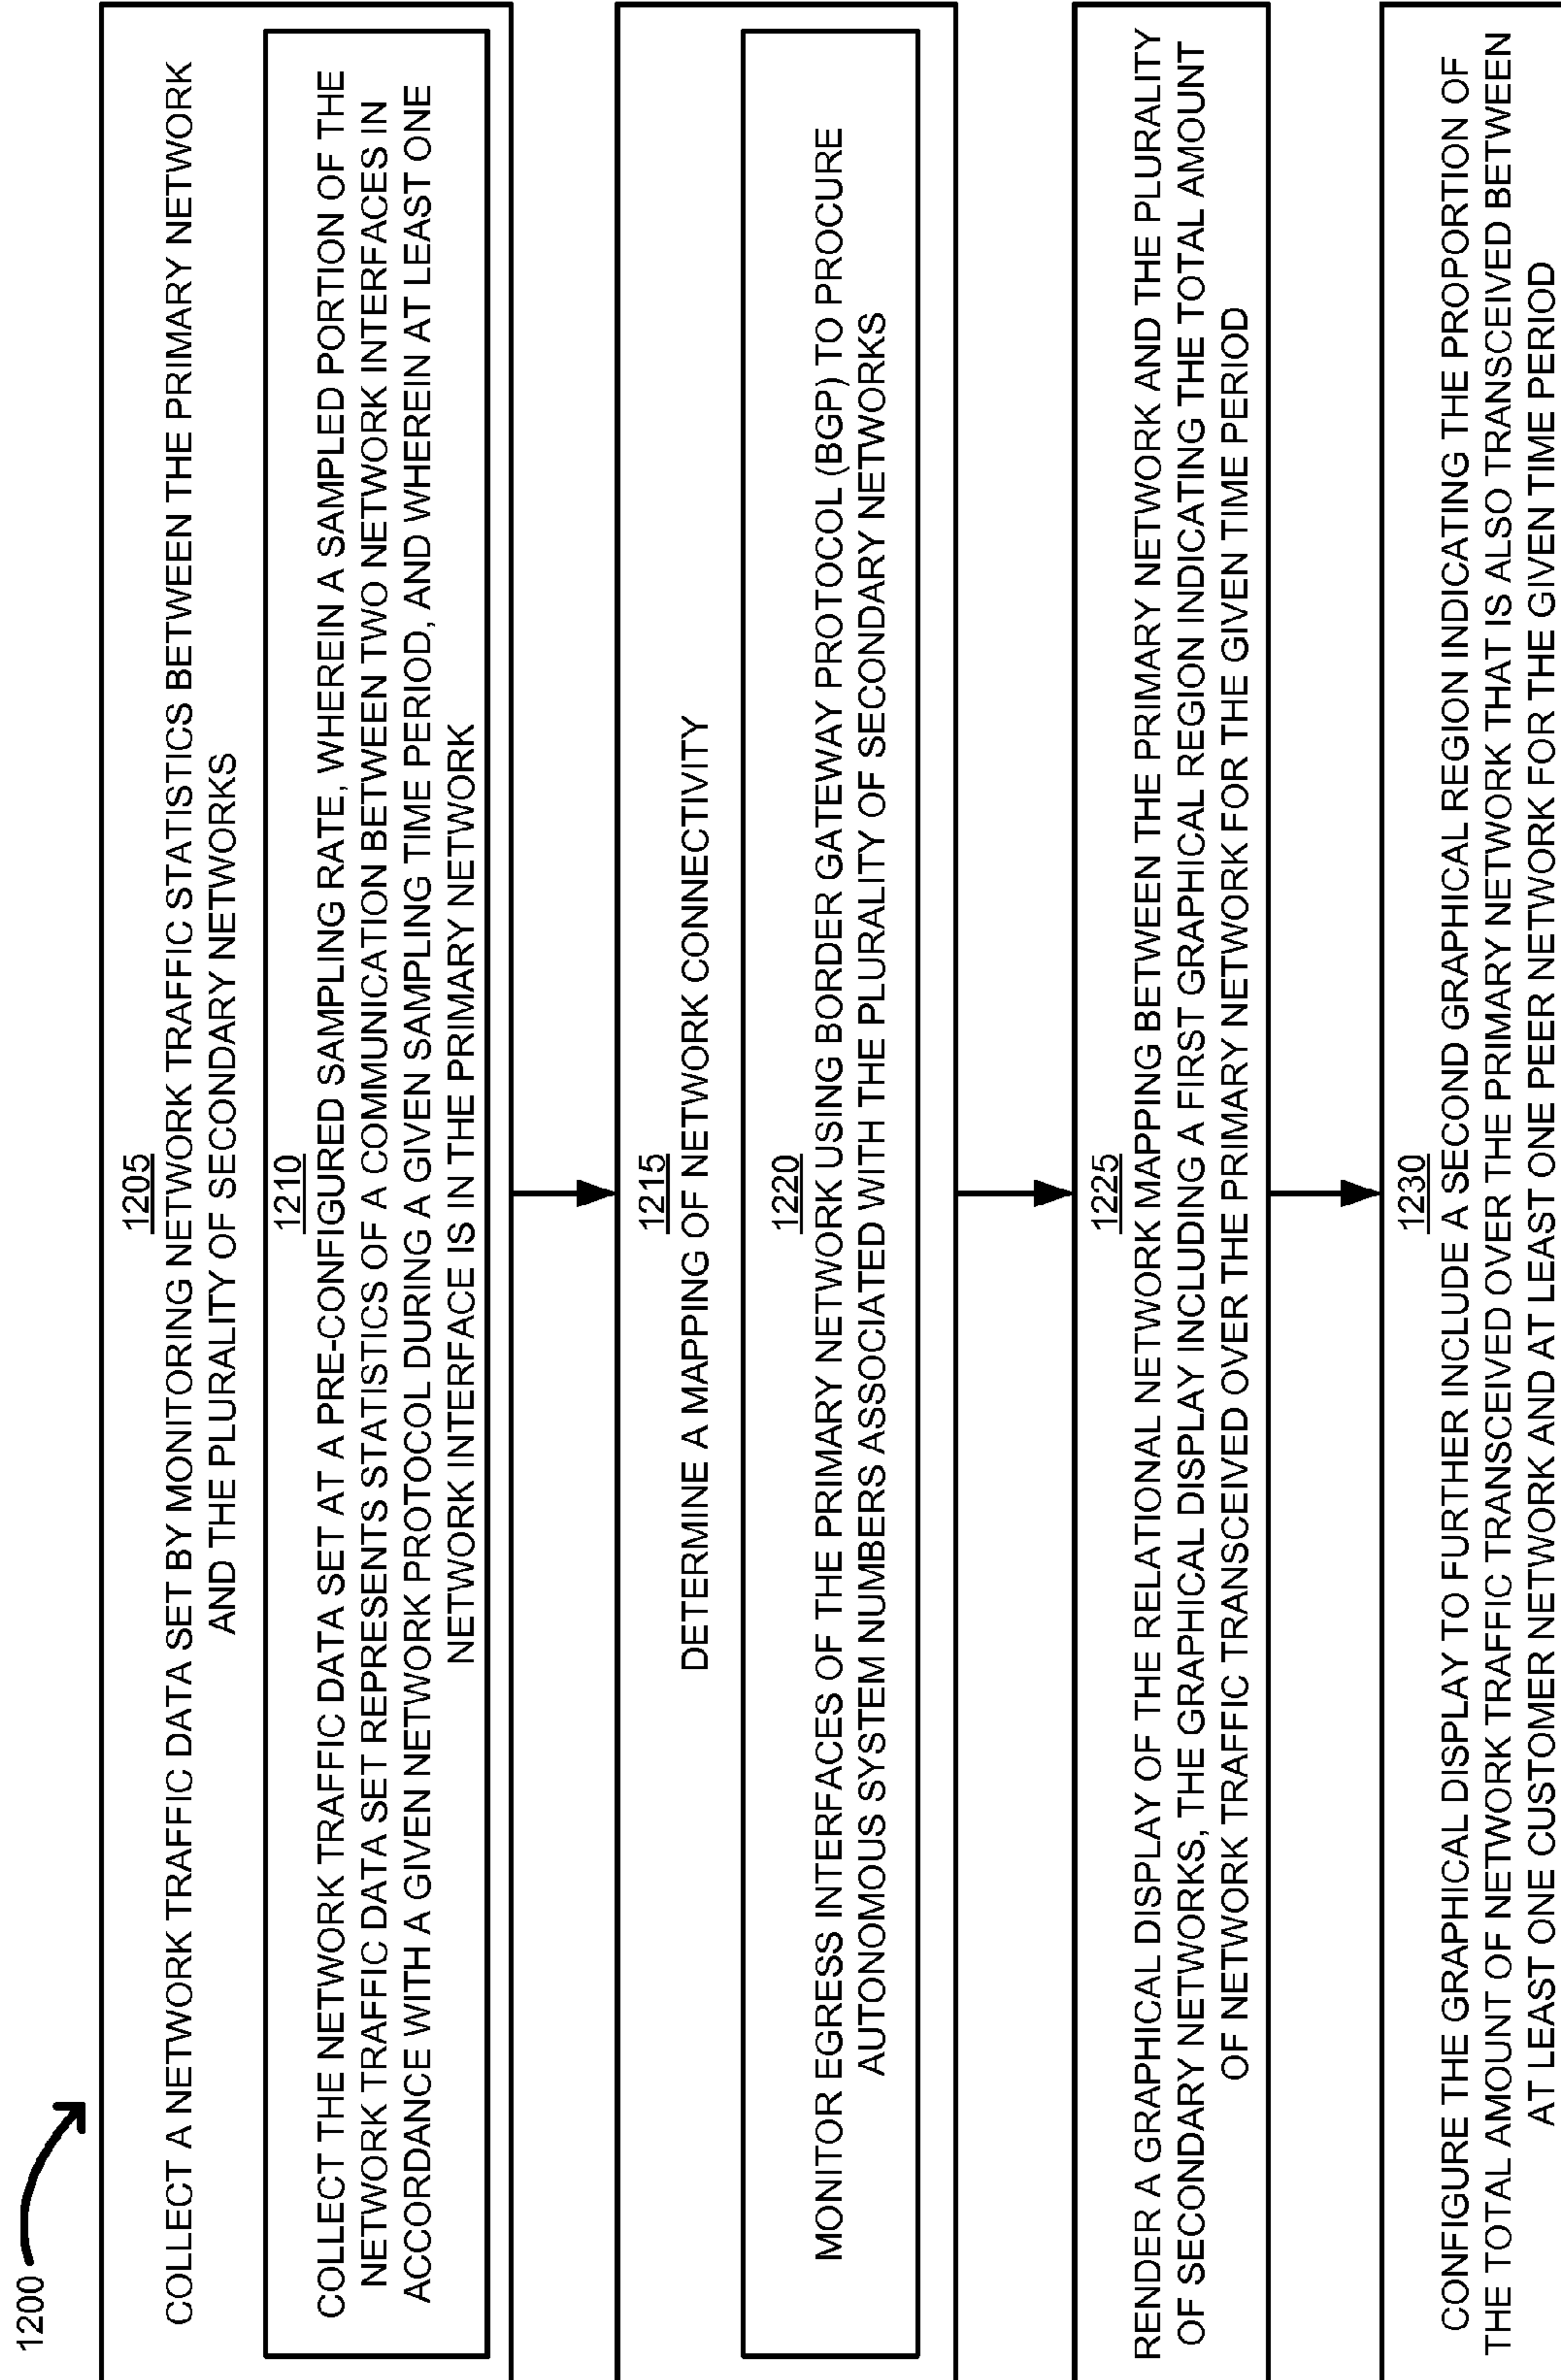 1200
1205
COLLECT A NETWORK TRAFFIC DATA SET BY MONITORING NETWORK TRAFFIC STATISTICS BETWEEN THE PRIMARY NETWORK
AND THE PLURALITY OF SECONDARY NETWORKS
1210
COLLECT THE NETWORK TRAFFIC DATA SET AT A PRE-CONFIGURED SAMPLING RATE, WHEREIN A SAMPLED PORTION OF THE
NETWORK TRAFFIC DATA SET REPRESENTS STATISTICS OF A COMMUNICATION BETWEEN TWO NETWORK INTERFACES IN
ACCORDANCE WITH A GIVEN NETWORK PROTOCOL DURING A GIVEN SAMPLING TIME PERIOD, AND WHEREIN AT LEAST ONE
NETWORK INTERFACE IS IN THE PRIMARY NETWORK
1215
DETERMINE A MAPPING OF NETWORK CONNECTIVITY
1220
MONITOR EGRESS INTERFACES OF THE PRIMARY NETWORK USING BORDER GATEWAY PROTOCOL (BGP) TO PROCURE
AUTONOMOUS SYSTEM NUMBERS ASSOCIATED WITH THE PLURALITY OF SECONDARY NETWORKS
1225
RENDER A GRAPHICAL DISPLAY OF THE RELATIONAL NETWORK MAPPING BETWEEN THE PRIMARY NETWORK AND THE PLURALITY
OF SECONDARY NETWORKS, THE GRAPHICAL DISPLAY INCLUDING A FIRST GRAPHICAL REGION INDICATING THE TOTAL AMOUNT
OF NETWORK TRAFFIC TRANSCEIVED OVER THE PRIMARY NETWORK FOR THE GIVEN TIME PERIOD
1230
CONFIGURE THE GRAPHICAL DISPLAY TO FURTHER INCLUDE A SECOND GRAPHICAL REGION INDICATING THE PROPORTION OF
THE TOTAL AMOUNT OF NETWORK TRAFFIC TRANSCEIVED OVER THE PRIMARY NETWORK THAT IS ALSO TRANSCEIVED BETWEEN
AT LEAST ONE CUSTOMER NETWORK AND AT LEAST ONE PEER NETWORK FOR THE GIVEN TIME PERIOD